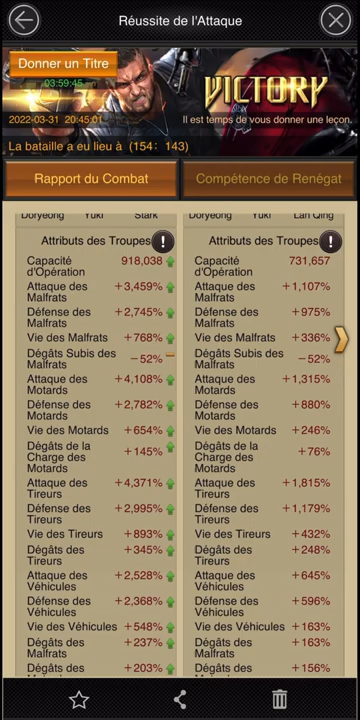 Réussite de l'Attaque
Donner un Titre
03:59:45
VICTORY
2022-03-31 20:45:01
Il est temps de vous donner une leçon.
La bataille a eu lieu à (154: 143)
Rapport du Combat
Compétence de Renégat
Doryeong Yuki Stark
Doryeong Yuki Lan Qing
Attributs des Troupes
Capacité d'Opération 918,038
Attaque des Malfrats +3,459%
Défense des Malfrats +2,745%
Vie des Malfrats +768%
Dégâts Subis des Malfrats −52%
Attaque des Motards +4,108%
Défense des Motards +2,782%
Vie des Motards +654%
Dégâts de la Charge des Motards +145%
Attaque des Tireurs +4,371%
Défense des Tireurs +2,995%
Vie des Tireurs +893%
Dégâts des Tireurs +345%
Attaque des Véhicules +2,528%
Défense des Véhicules +2,368%
Vie des Véhicules +548%
Dégâts des Malfrats +237%
Dégâts des +203%
Attributs des Troupes
Capacité d'Opération 731,657
Attaque des Malfrats +1,107%
Défense des Malfrats +975%
Vie des Malfrats +336%
Dégâts Subis des Malfrats −52%
Attaque des Motards +1,315%
Défense des Motards +880%
Vie des Motards +246%
Dégâts de la Charge des Motards +76%
Attaque des Tireurs +1,815%
Défense des Tireurs +1,179%
Vie des Tireurs +432%
Dégâts des Tireurs +248%
Attaque des Véhicules +645%
Défense des Véhicules +596%
Vie des Véhicules +163%
Dégâts des Malfrats +163%
Dégâts des +156%